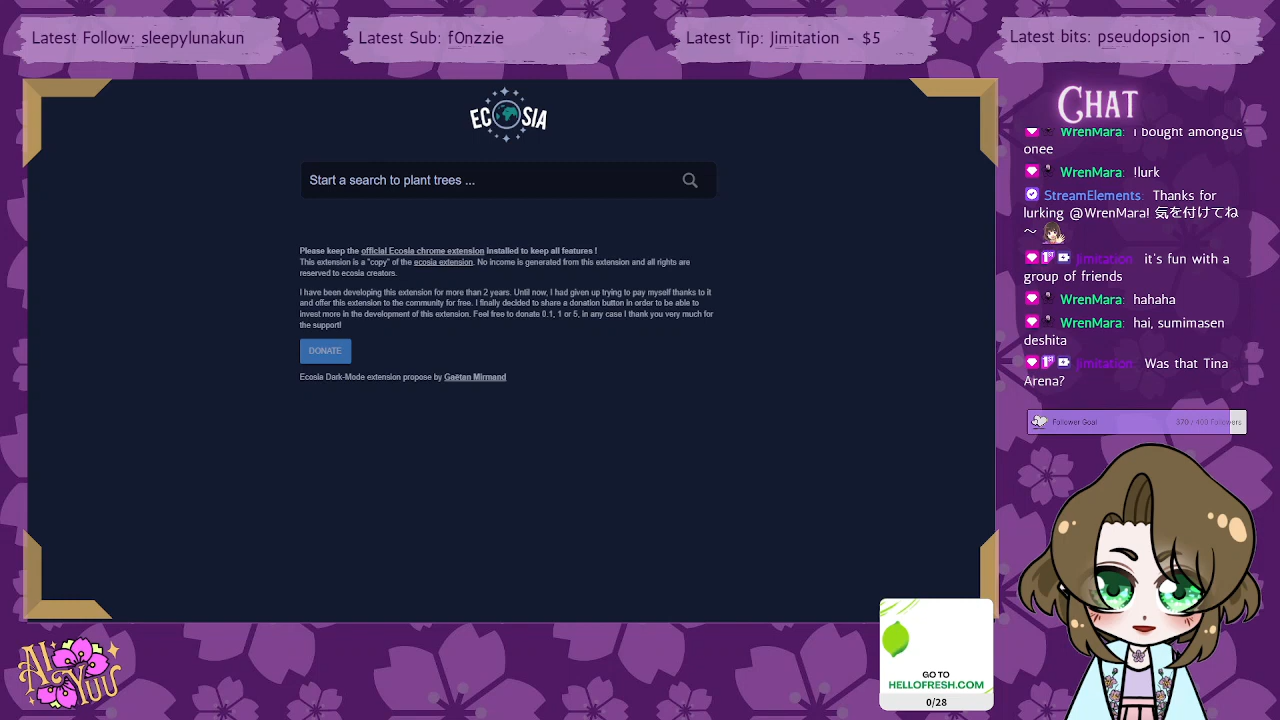 Latest Follow: sleepylunakun
Latest Sub: f0nzzie
Latest Tip: Jimitation - $5
Latest bits: pseudopsion - 10
ECOSIA
Start a search to plant trees ...
Please keep the official Ecosia chrome extension installed to keep all features !
This extension is a "copy" of the ecosia extension. No income is generated from this extension and all rights are
reserved to ecosia creators.
I have been developing this extension for more than 2 years. Until now, I had given up trying to pay myself thanks to it
and offer this extension to the community for free. I finally decided to share a donation button in order to be able to
invest more in the development of this extension. Feel free to donate 0.1, 1 or 5, in any case I thank you very much for
the support!
DONATE
Ecosia Dark-Mode extension propose by Gaëtan Mirmand
CHAT
WrenMara: i bought amongus
onee
WrenMara: !lurk
StreamElements: Thanks for
lurking @WrenMara! 気を付けてね
～
Jimitation it's fun with a
group of friends
WrenMara: hahaha
WrenMara: hai, sumimasen
deshita
Jimitation: Was that Tina
Arena?
Follower Goal
370 / 400 Followers
GO TO
HELLOFRESH.COM
0/28
AI
YUU